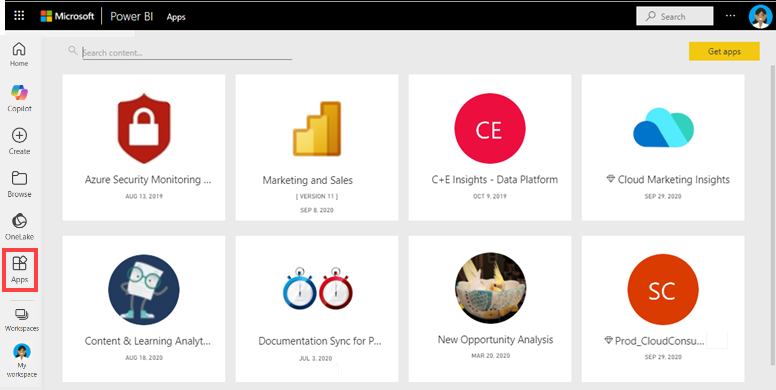 Microsoft Power BI Apps Search
Home
Copilot
Create
Browse
OneLake
Apps
Workspaces
My
workspace
Search content...
Get apps
Azure Security Monitoring ...
AUG 13, 2019
Marketing and Sales
[ VERSION 11 ]
SEP 8, 2020
CE
C+E Insights - Data Platform
OCT 9, 2019
Cloud Marketing Insights
SEP 29, 2020
Content & Learning Analyt...
AUG 18, 2020
Documentation Sync for P...
JUL 3, 2020
New Opportunity Analysis
MAR 20, 2020
SC
Prod_CloudConsu...
SEP 29, 2020